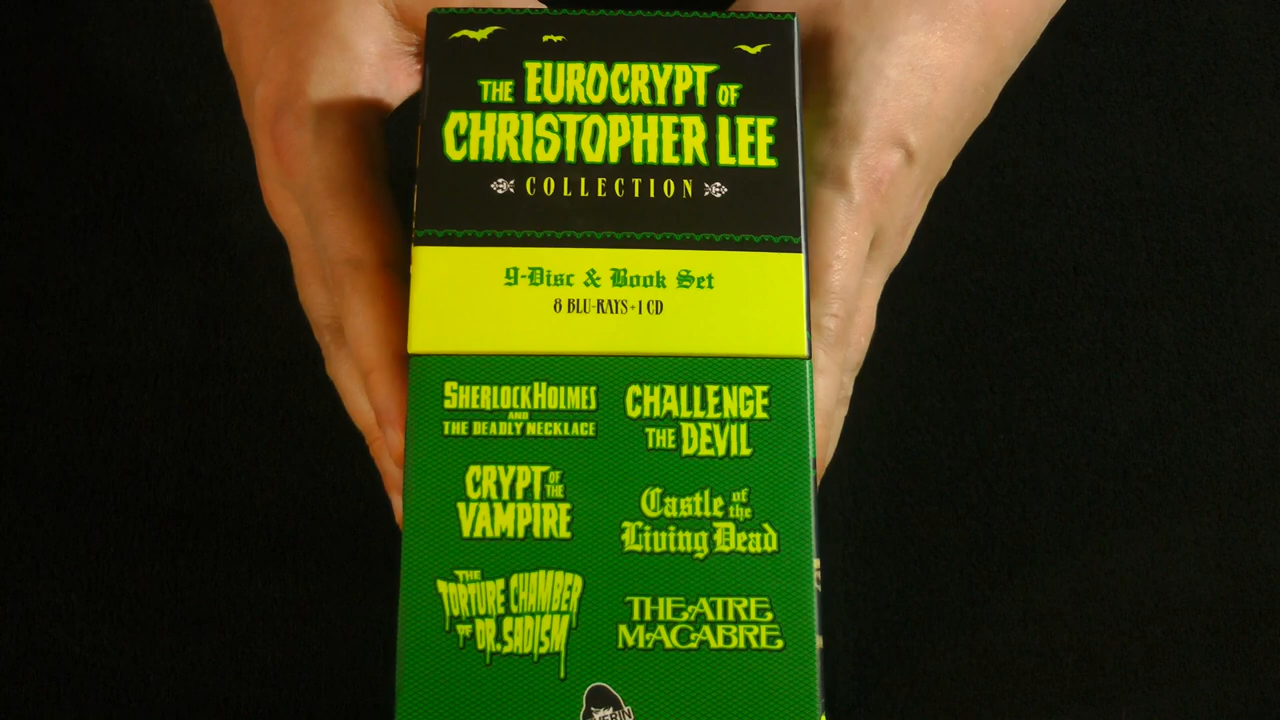 THE EUROCRYPT OF
CHRISTOPHER LEE
COLLECTION
9-Disc & Book Set
8 BLU-RAYS + 1 CD
SHERLOCK HOLMES
AND
THE DEADLY NECKLACE
CHALLENGE
THE DEVIL
CRYPT OF THE
VAMPIRE
Castle of the
Living Dead
THE
TORTURE CHAMBER
OF DR. SADISM
THEATRE
MACABRE